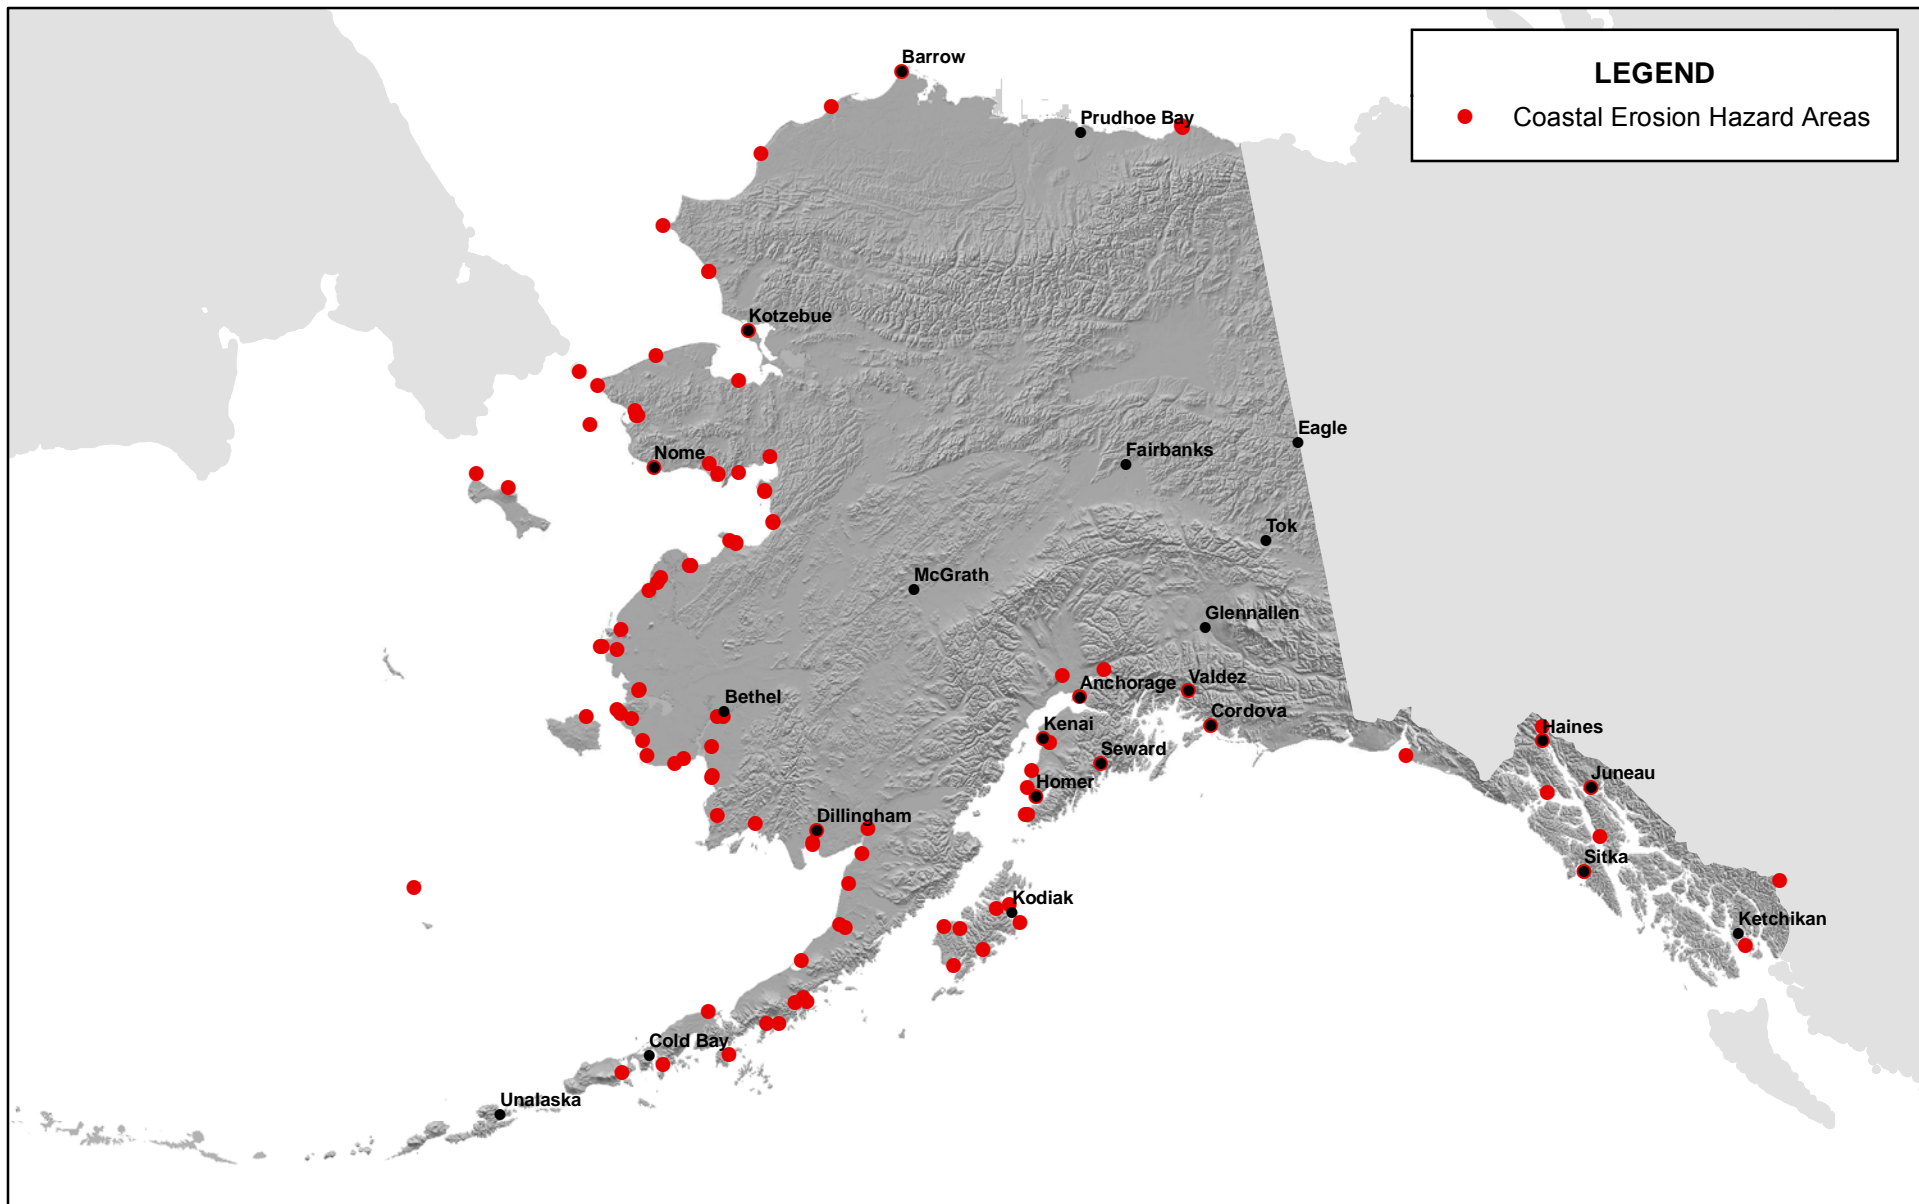 Barrow
LEGEND
Coastal Erosion Hazard Areas
Prudhoe Bay
Kotzebue
Eagle
Fairbanks
Nome
Tok
McGrath
Glennallen
Valdez
Anchorage
Bethel
Cordova
Kenai
Haines
Seward
Juneau
Homer
Dillingham
Sitka
Kodiak
Ketchikan
Cold Bay
Unalaska